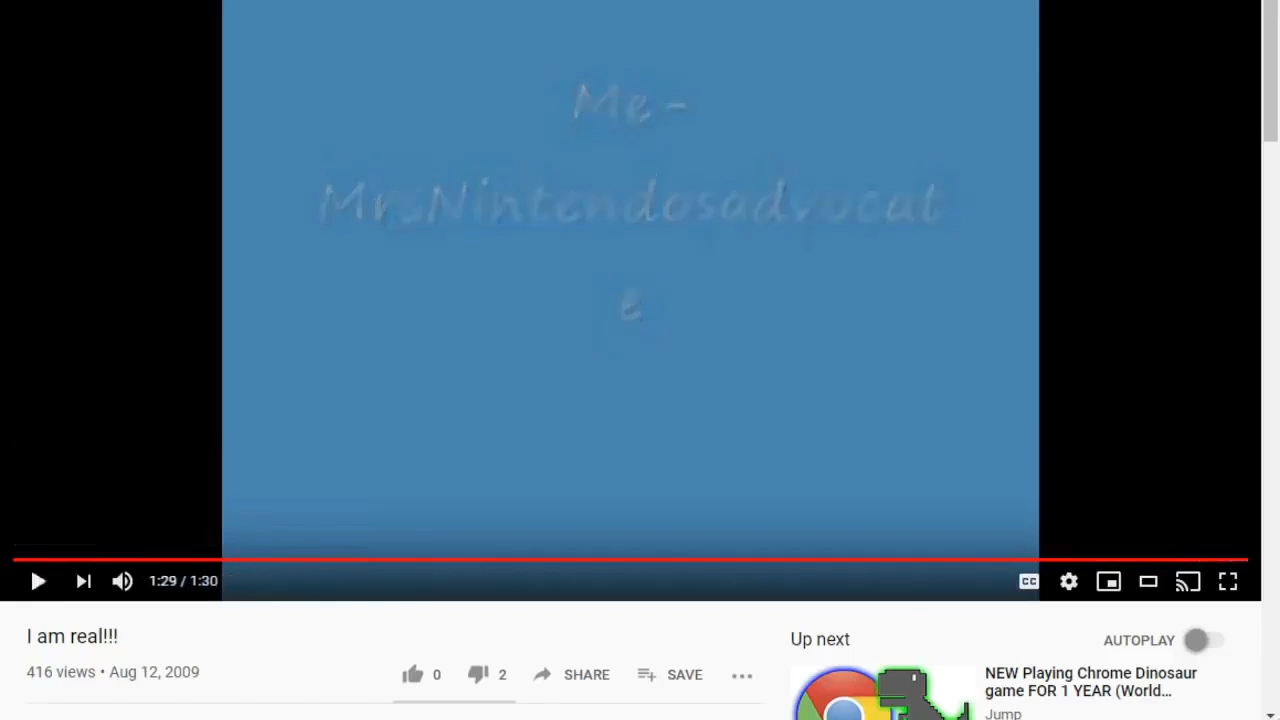 Me -
MrsNintendosadvocat
e
1:29 / 1:30
CC
I am real!!!
Up next
AUTOPLAY
416 views • Aug 12, 2009
0
2
SHARE
SAVE
NEW Playing Chrome Dinosaur
game FOR 1 YEAR (World...
Jump